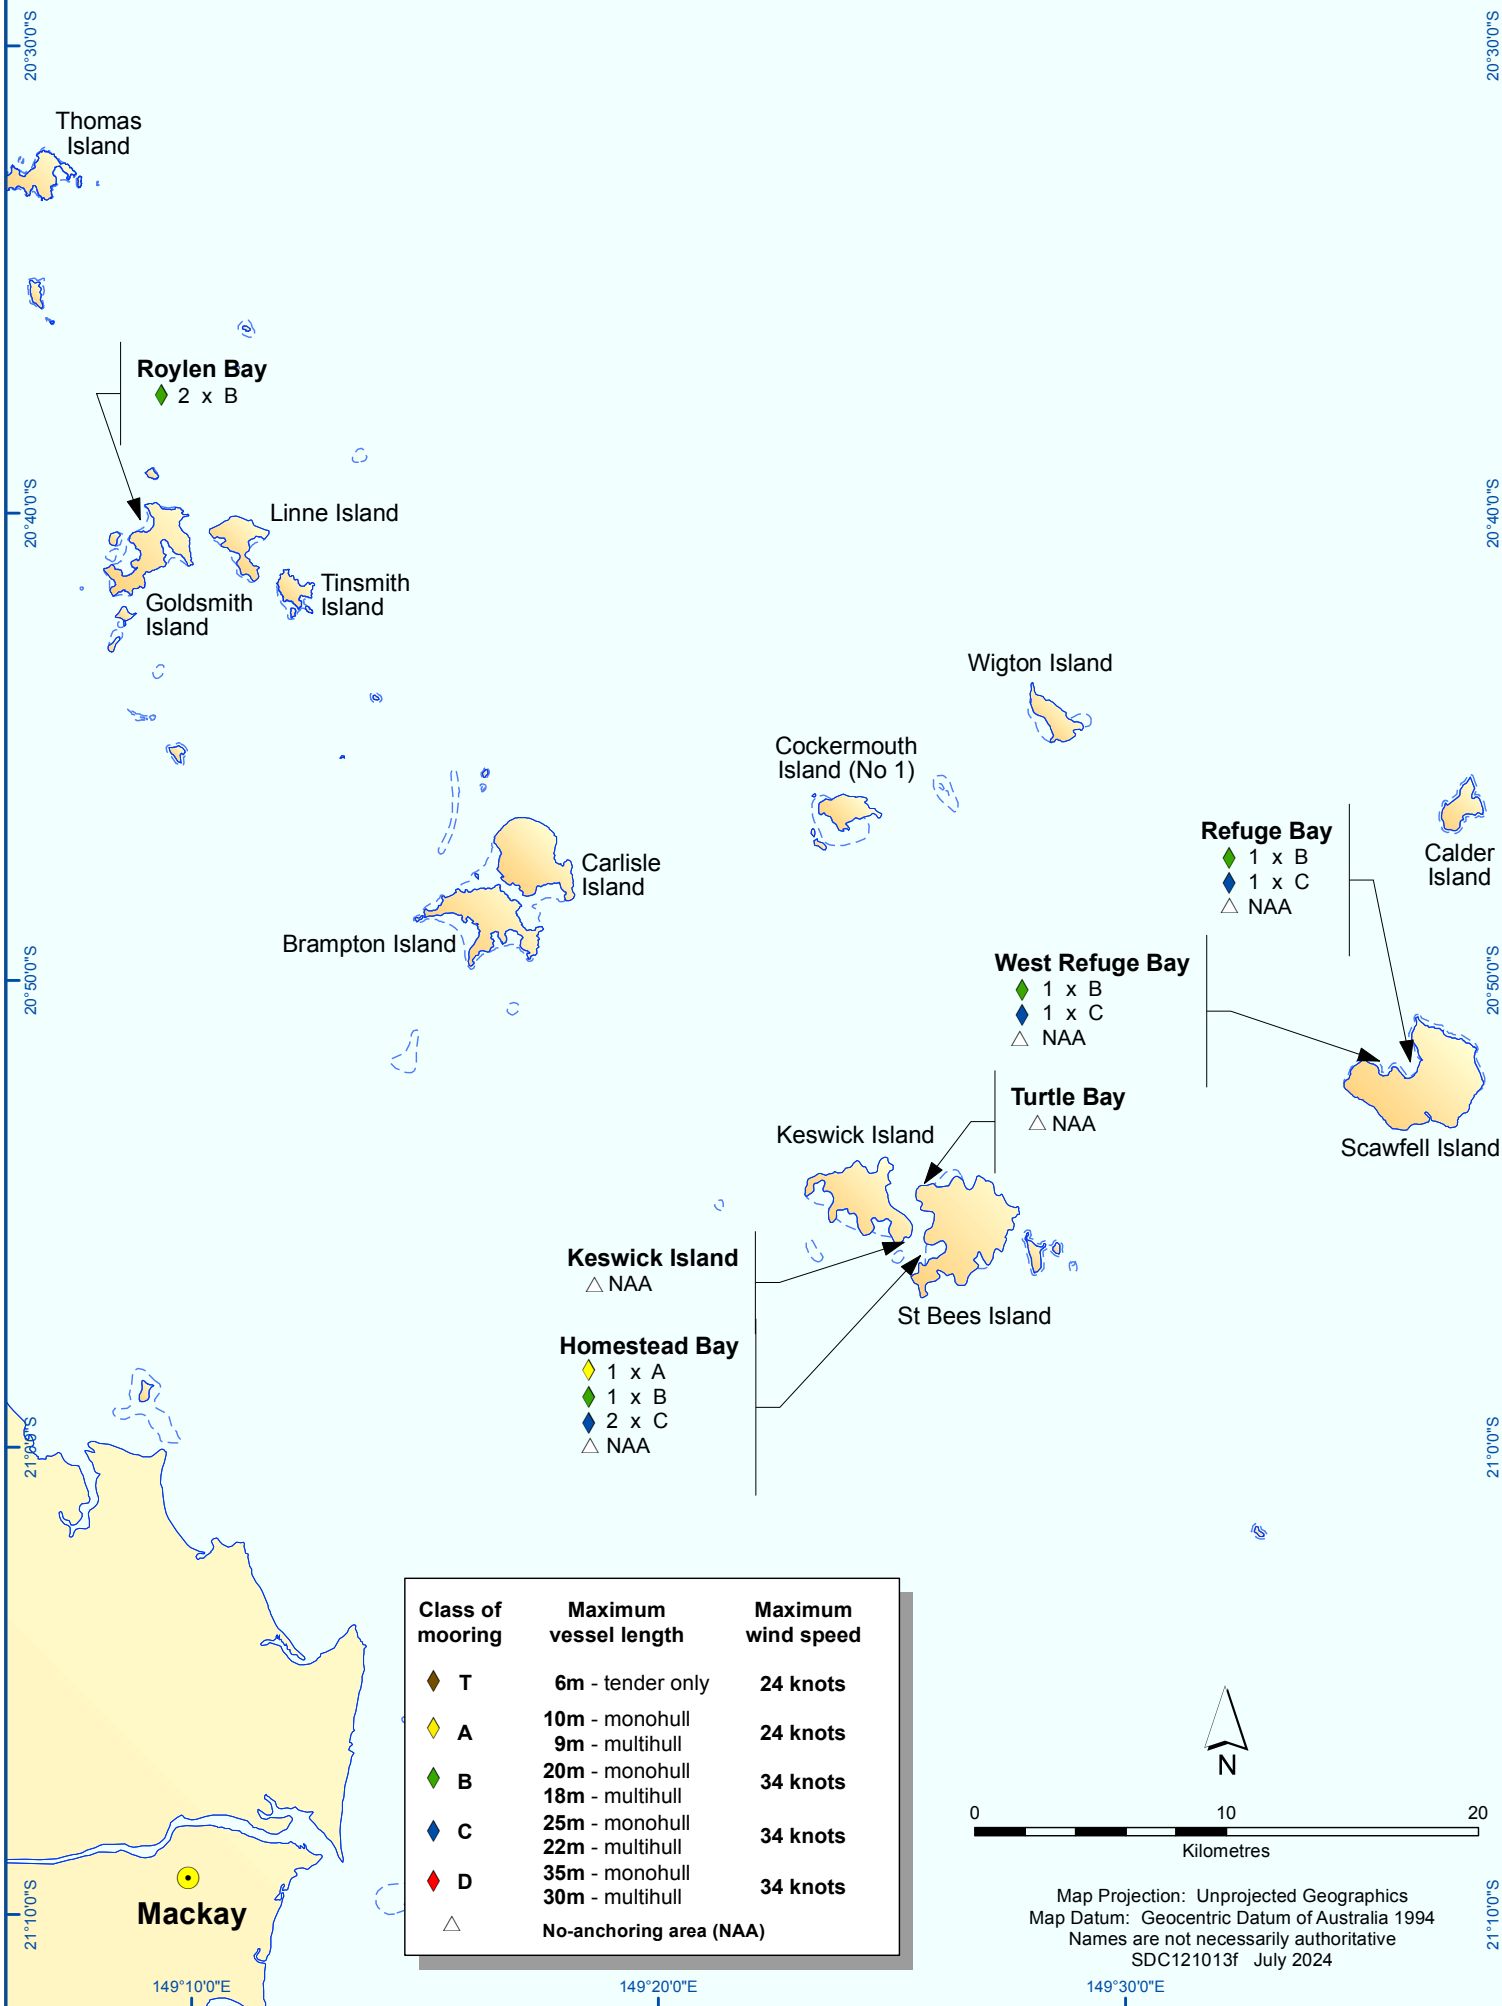 20°30'0"S
20°30'0"S
Thomas
Island
Roylen Bay
2 x B
Linne Island
20°40'0"S
20°40'0"S
Tinsmith
Island
Goldsmith
Island
Wigton Island
Cockermouth
Island (No 1)
Refuge Bay
1 x B
1 x C
NAA
Calder
Island
Carlisle
Island
Brampton Island
West Refuge Bay
1 x B
1 x C
NAA
20°50'0"S
20°50'0"S
Turtle Bay
NAA
Keswick Island
Scawfell Island
Keswick Island
NAA
St Bees Island
Homestead Bay
1 x A
1 x B
2 x C
NAA
21°0'0"S
21°0'0"S
Class of mooring
Maximum vessel length
Maximum wind speed
T
6m - tender only
24 knots
A
10m - monohull
9m - multihull
24 knots
B
20m - monohull
18m - multihull
34 knots
C
25m - monohull
22m - multihull
34 knots
D
35m - monohull
30m - multihull
34 knots
No-anchoring area (NAA)
N
0 10 20
Kilometres
Mackay
Map Projection: Unprojected Geographics
Map Datum: Geocentric Datum of Australia 1994
Names are not necessarily authoritative
SDC121013f July 2024
21°10'0"S
21°10'0"S
149°10'0"E
149°20'0"E
149°30'0"E